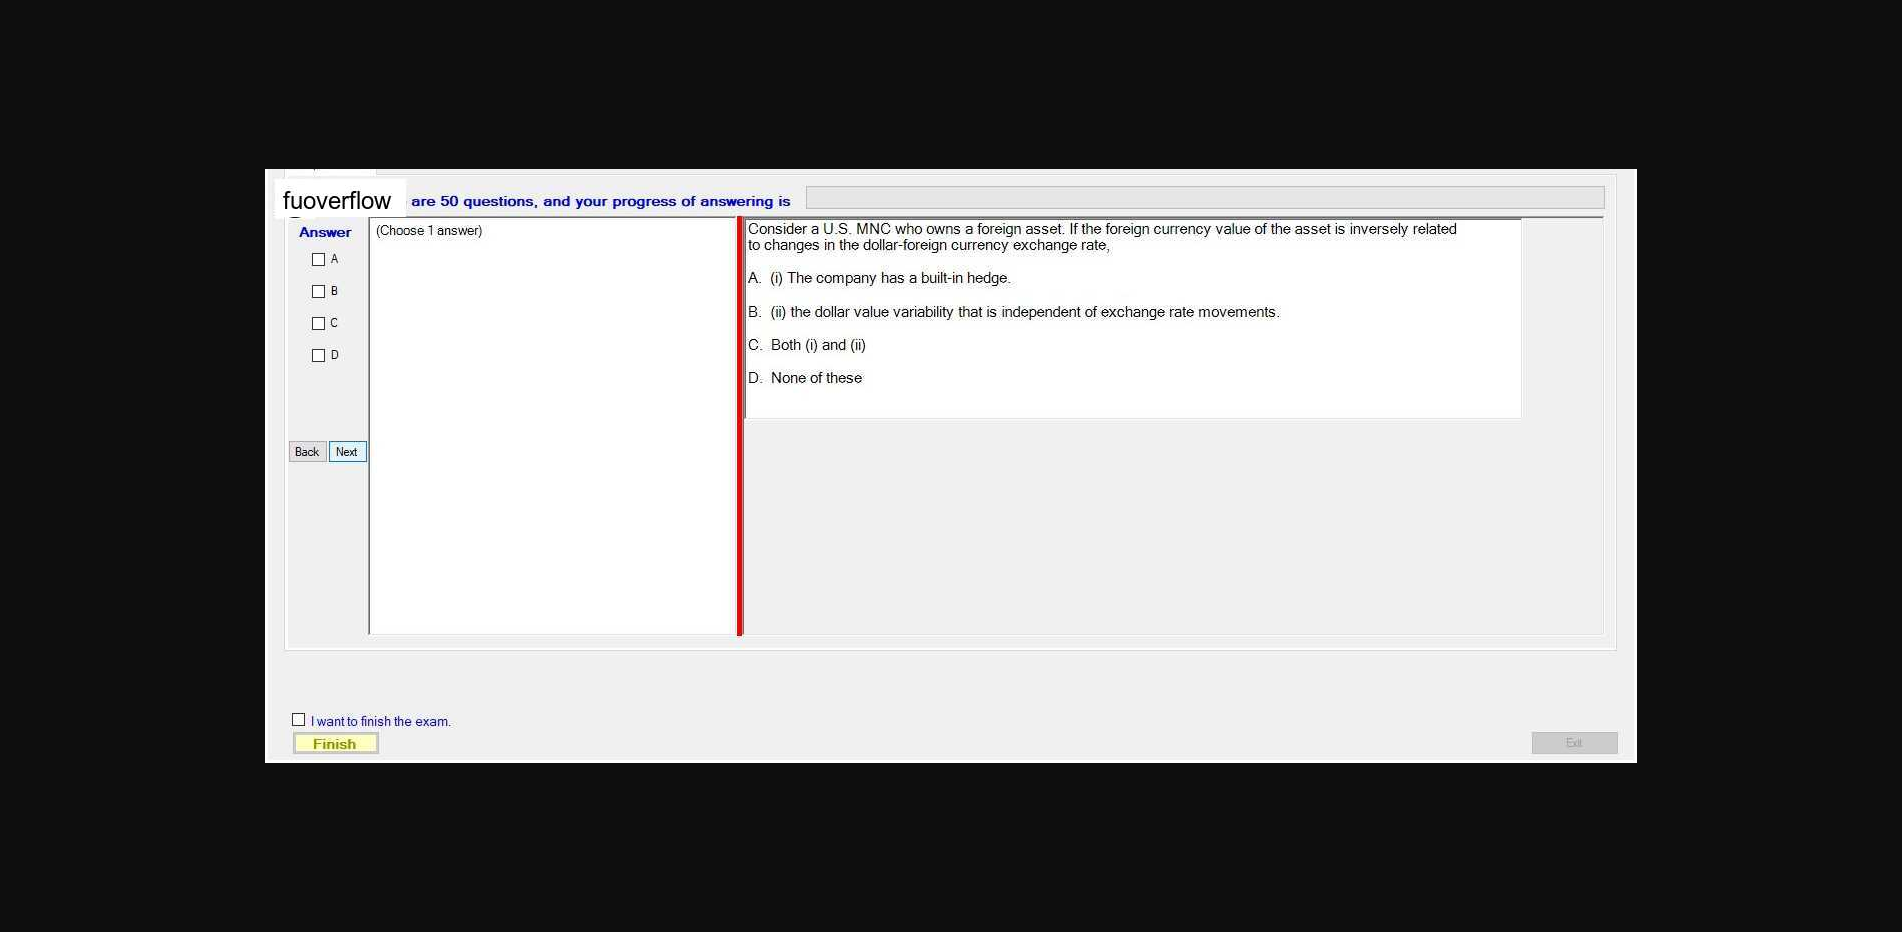 fuoverflow are 50 questions, and your progress of answering is
Answer
A
B
C
D
Back Next
(Choose 1 answer)
Consider a U.S. MNC who owns a foreign asset. If the foreign currency value of the asset is inversely related
to changes in the dollar-foreign currency exchange rate,
A. (i) The company has a built-in hedge.
B. (ii) the dollar value variability that is independent of exchange rate movements.
C. Both (i) and (ii)
D. None of these
I want to finish the exam.
Finish
Exit